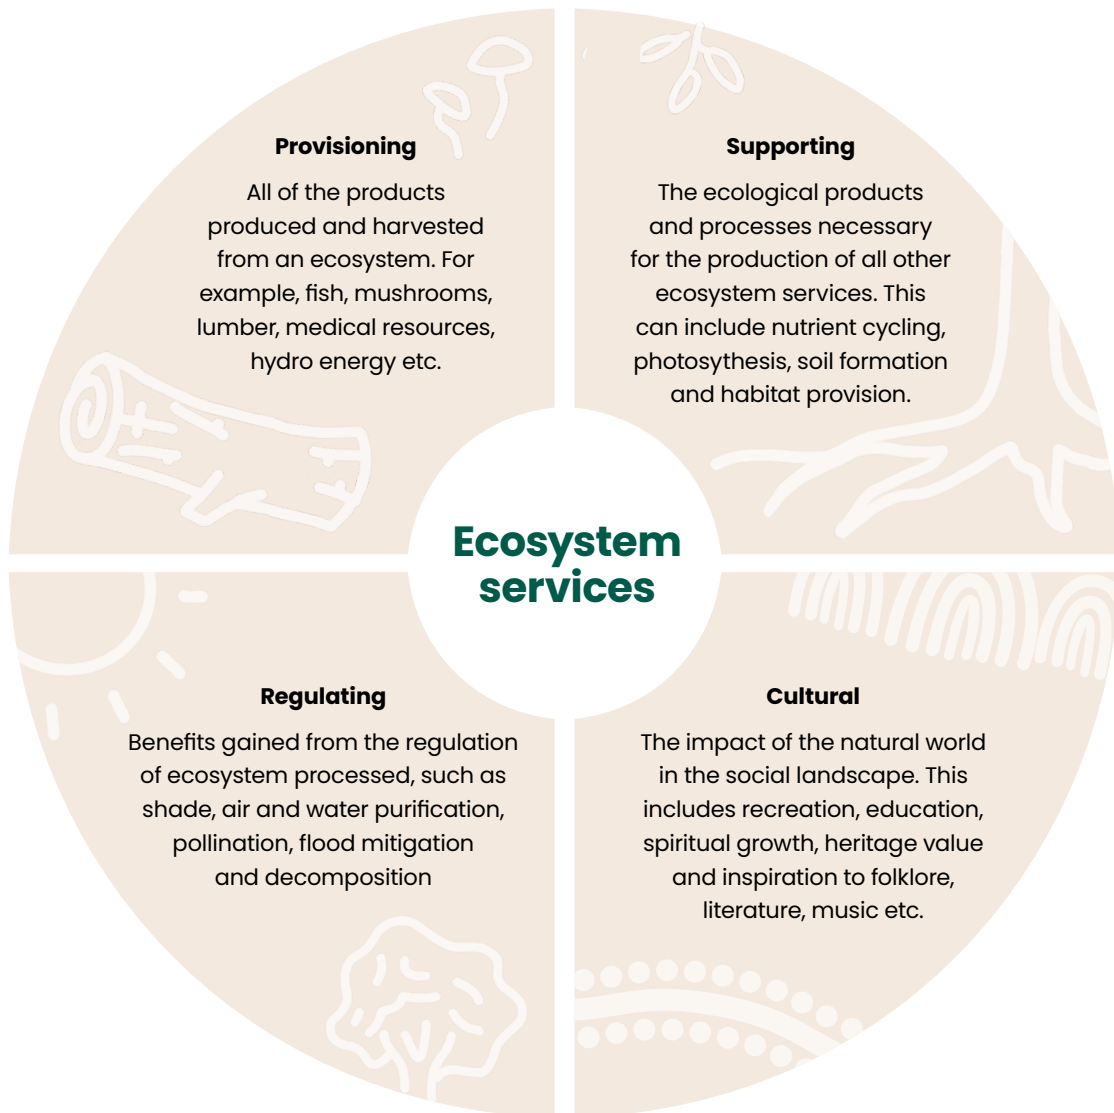 Provisioning
All of the products
produced and harvested
from an ecosystem. For
example, fish, mushrooms,
lumber, medical resources,
hydro energy etc.
Supporting
The ecological products
and processes necessary
for the production of all other
ecosystem services. This
can include nutrient cycling,
photosythesis, soil formation
and habitat provision.
Ecosystem
services
Regulating
Benefits gained from the regulation
of ecosystem processed, such as
shade, air and water purification,
pollination, flood mitigation
and decomposition
Cultural
The impact of the natural world
in the social landscape. This
includes recreation, education,
spiritual growth, heritage value
and inspiration to folklore,
literature, music etc.